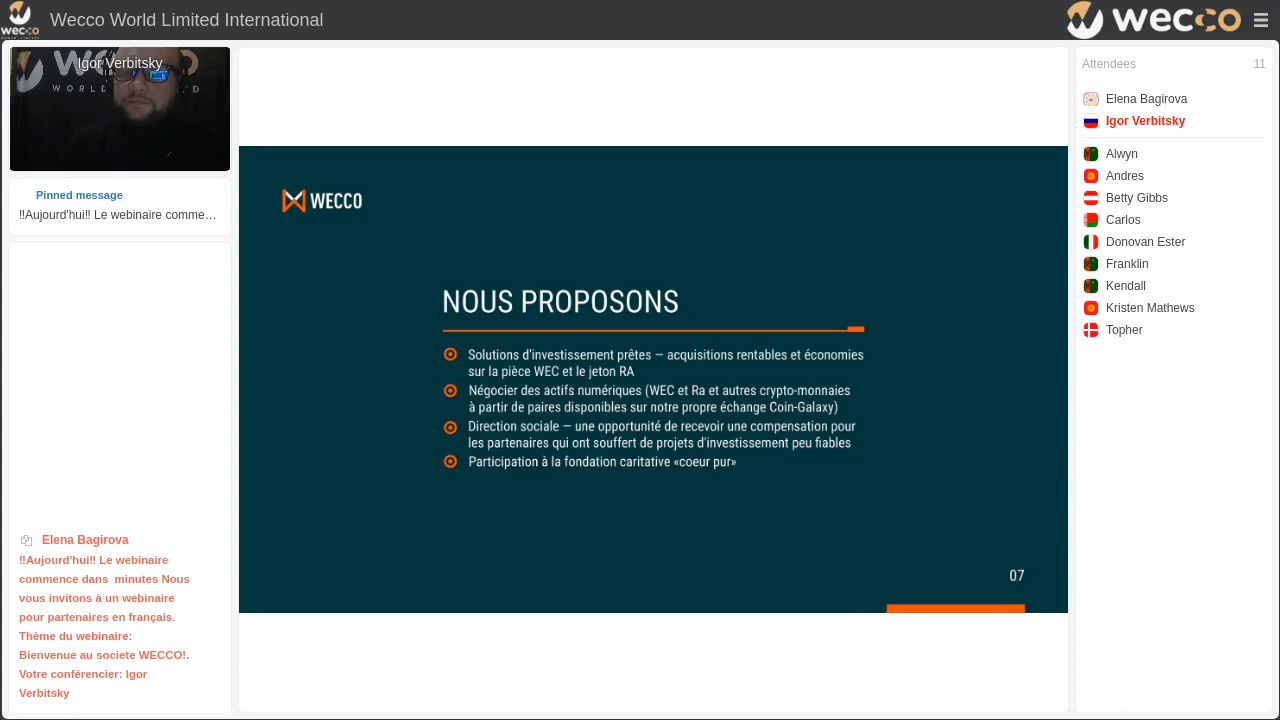 wecco
Wecco World Limited International
wecco
Igor Verbitsky
Pinned message
‼Aujourd'hui‼ Le webinaire comme…
Elena Bagirova
‼Aujourd'hui‼ Le webinaire
commence dans  minutes Nous
vous invitons à un webinaire
pour partenaires en français.
Thème du webinaire:
Bienvenue au societe WECCO!.
Votre conférencier: Igor
Verbitsky
WECCO
NOUS PROPOSONS
Solutions d'investissement prêtes – acquisitions rentables et économies
sur la pièce WEC et le jeton RA
Négocier des actifs numériques (WEC et Ra et autres crypto-monnaies
à partir de paires disponibles sur notre propre échange Coin-Galaxy)
Direction sociale – une opportunité de recevoir une compensation pour
les partenaires qui ont souffert de projets d'investissement peu fiables
Participation à la fondation caritative «coeur pur»
07
Attendees 11
Elena Bagirova
Igor Verbitsky
Alwyn
Andres
Betty Gibbs
Carlos
Donovan Ester
Franklin
Kendall
Kristen Mathews
Topher